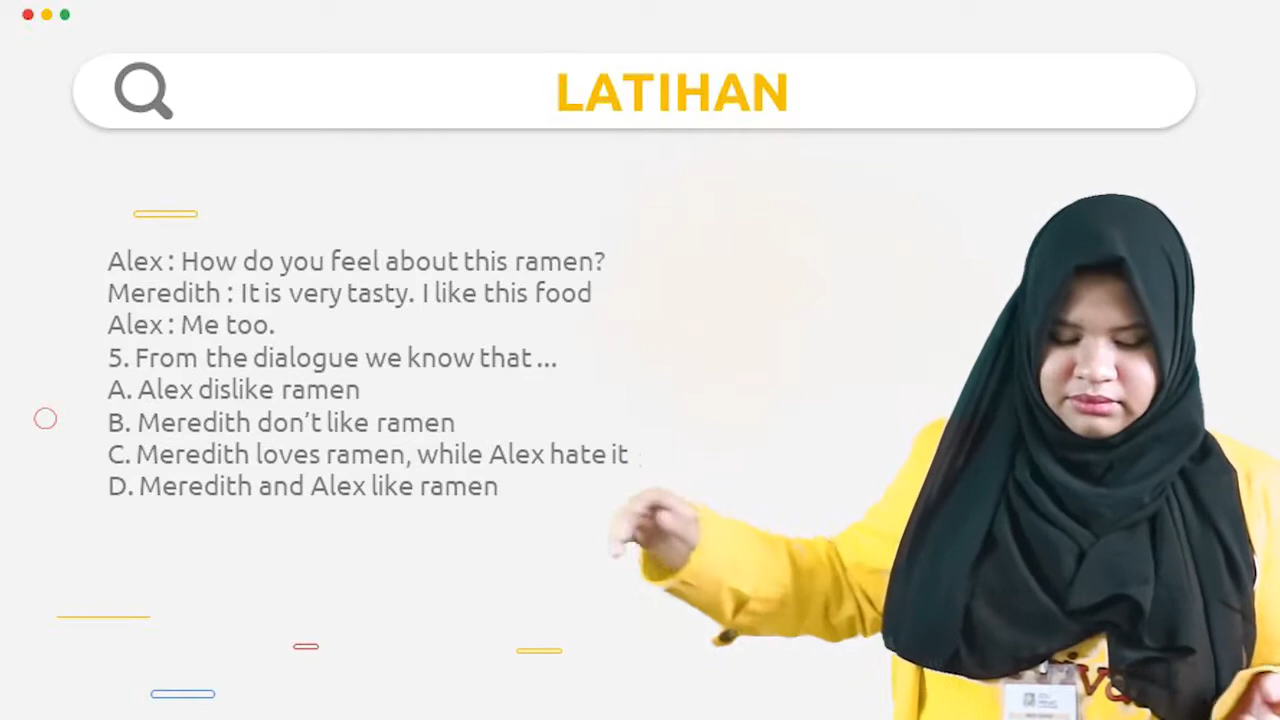 LATIHAN
Alex : How do you feel about this ramen?
Meredith : It is very tasty. I like this food
Alex : Me too.
5. From the dialogue we know that ...
A. Alex dislike ramen
B. Meredith don't like ramen
C. Meredith loves ramen, while Alex hate it
D. Meredith and Alex like ramen